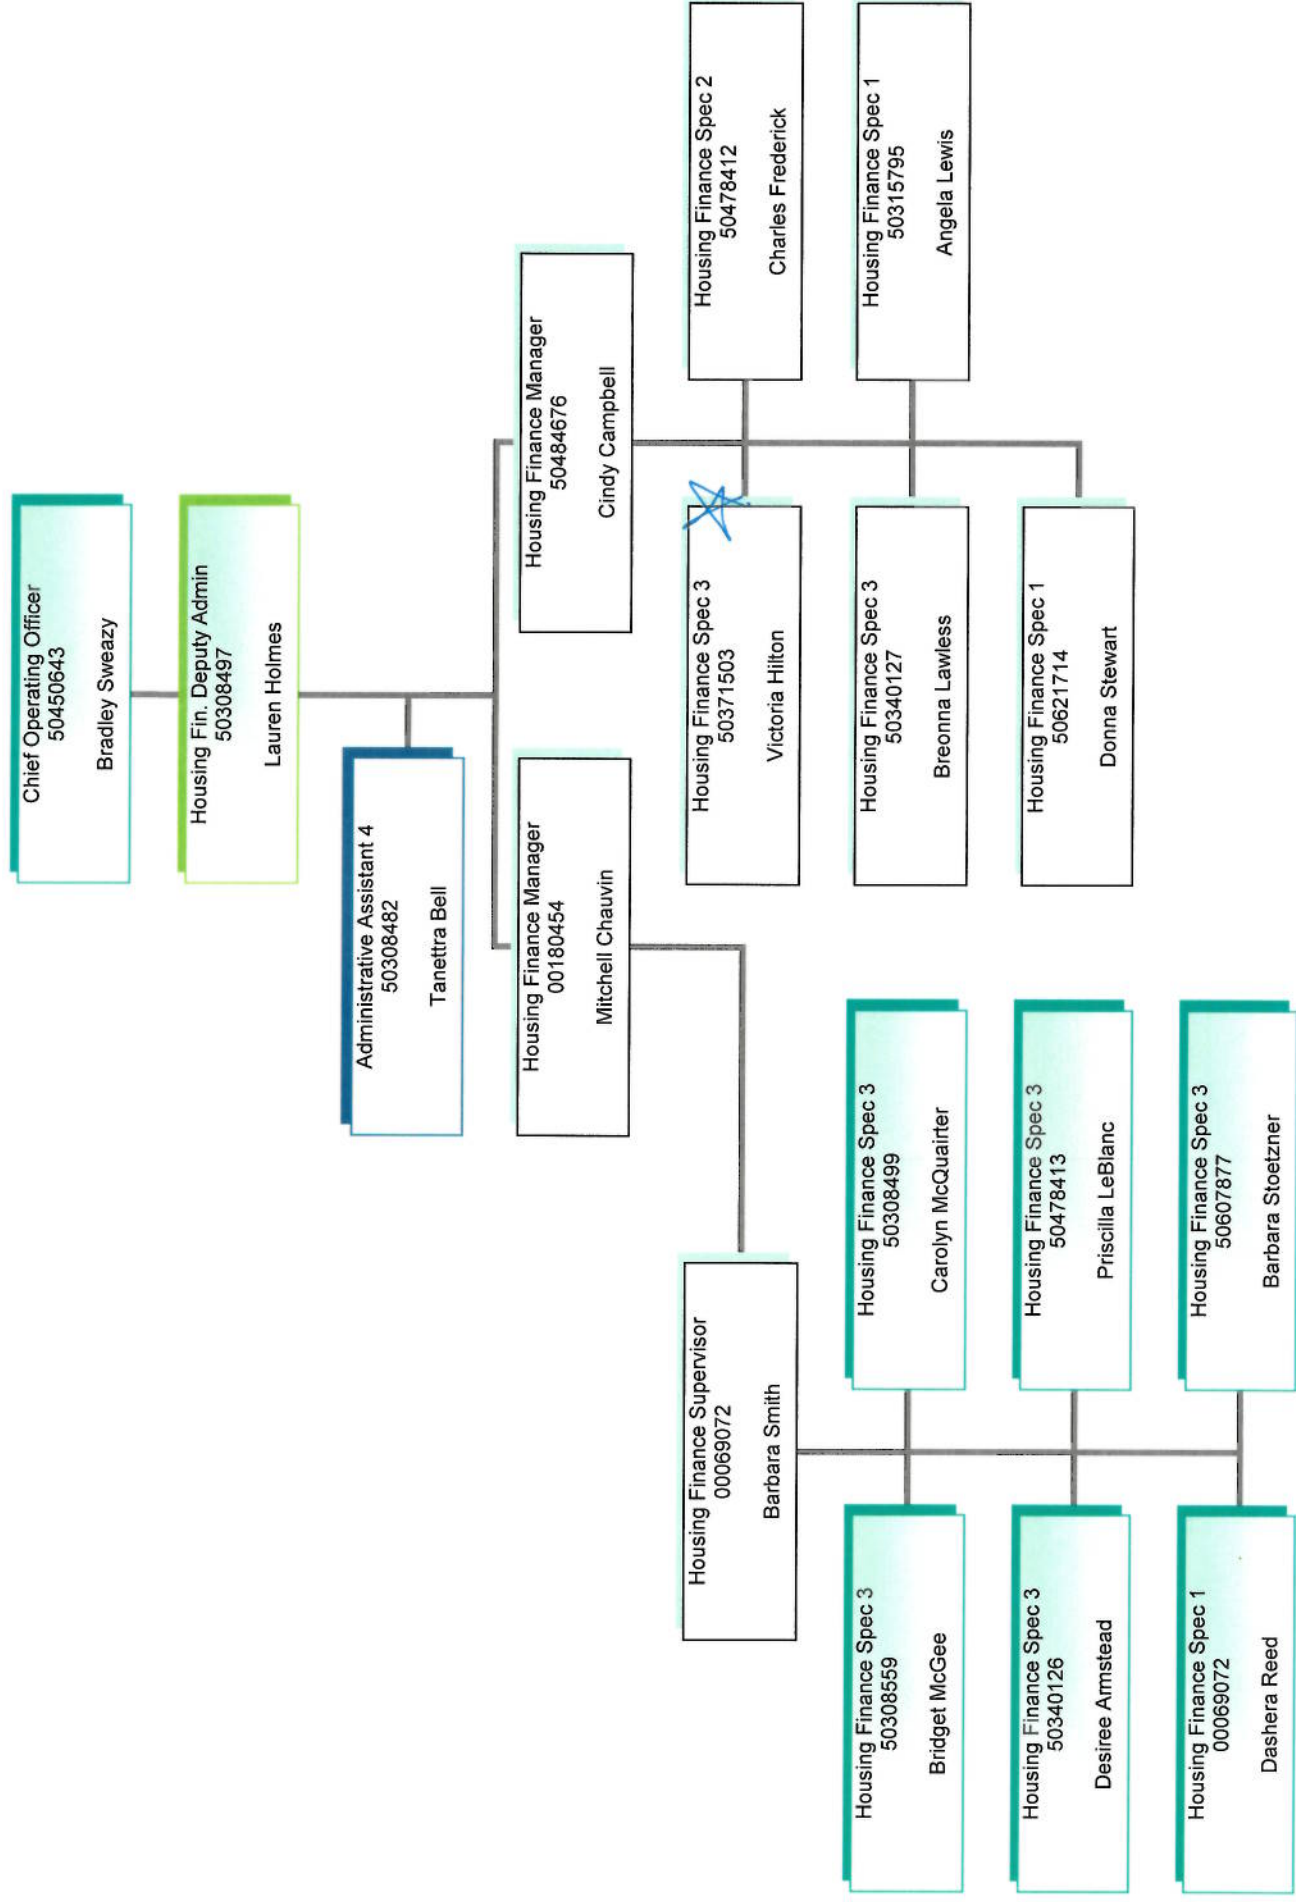 Chief Operating Officer
50450643
Bradley Sweazy
Housing Fin. Deputy Admin
50308497
Lauren Holmes
Administrative Assistant 4
50308482
Tanettra Bell
Housing Finance Manager
00180454
Mitchell Chauvin
Housing Finance Manager
50484676
Cindy Campbell
Housing Finance Supervisor
00069072
Barbara Smith
Housing Finance Spec 3
50371503
Victoria Hilton
Housing Finance Spec 2
50478412
Charles Frederick
Housing Finance Spec 3
50308559
Bridget McGee
Housing Finance Spec 3
50308499
Carolyn McQuairter
Housing Finance Spec 3
50340127
Breonna Lawless
Housing Finance Spec 1
50315795
Angela Lewis
Housing Finance Spec 3
50340126
Desiree Armstead
Housing Finance Spec 3
50478413
Priscilla LeBlanc
Housing Finance Spec 1
50621714
Donna Stewart
Housing Finance Spec 1
00069072
Dashera Reed
Housing Finance Spec 3
50607877
Barbara Stoetzner